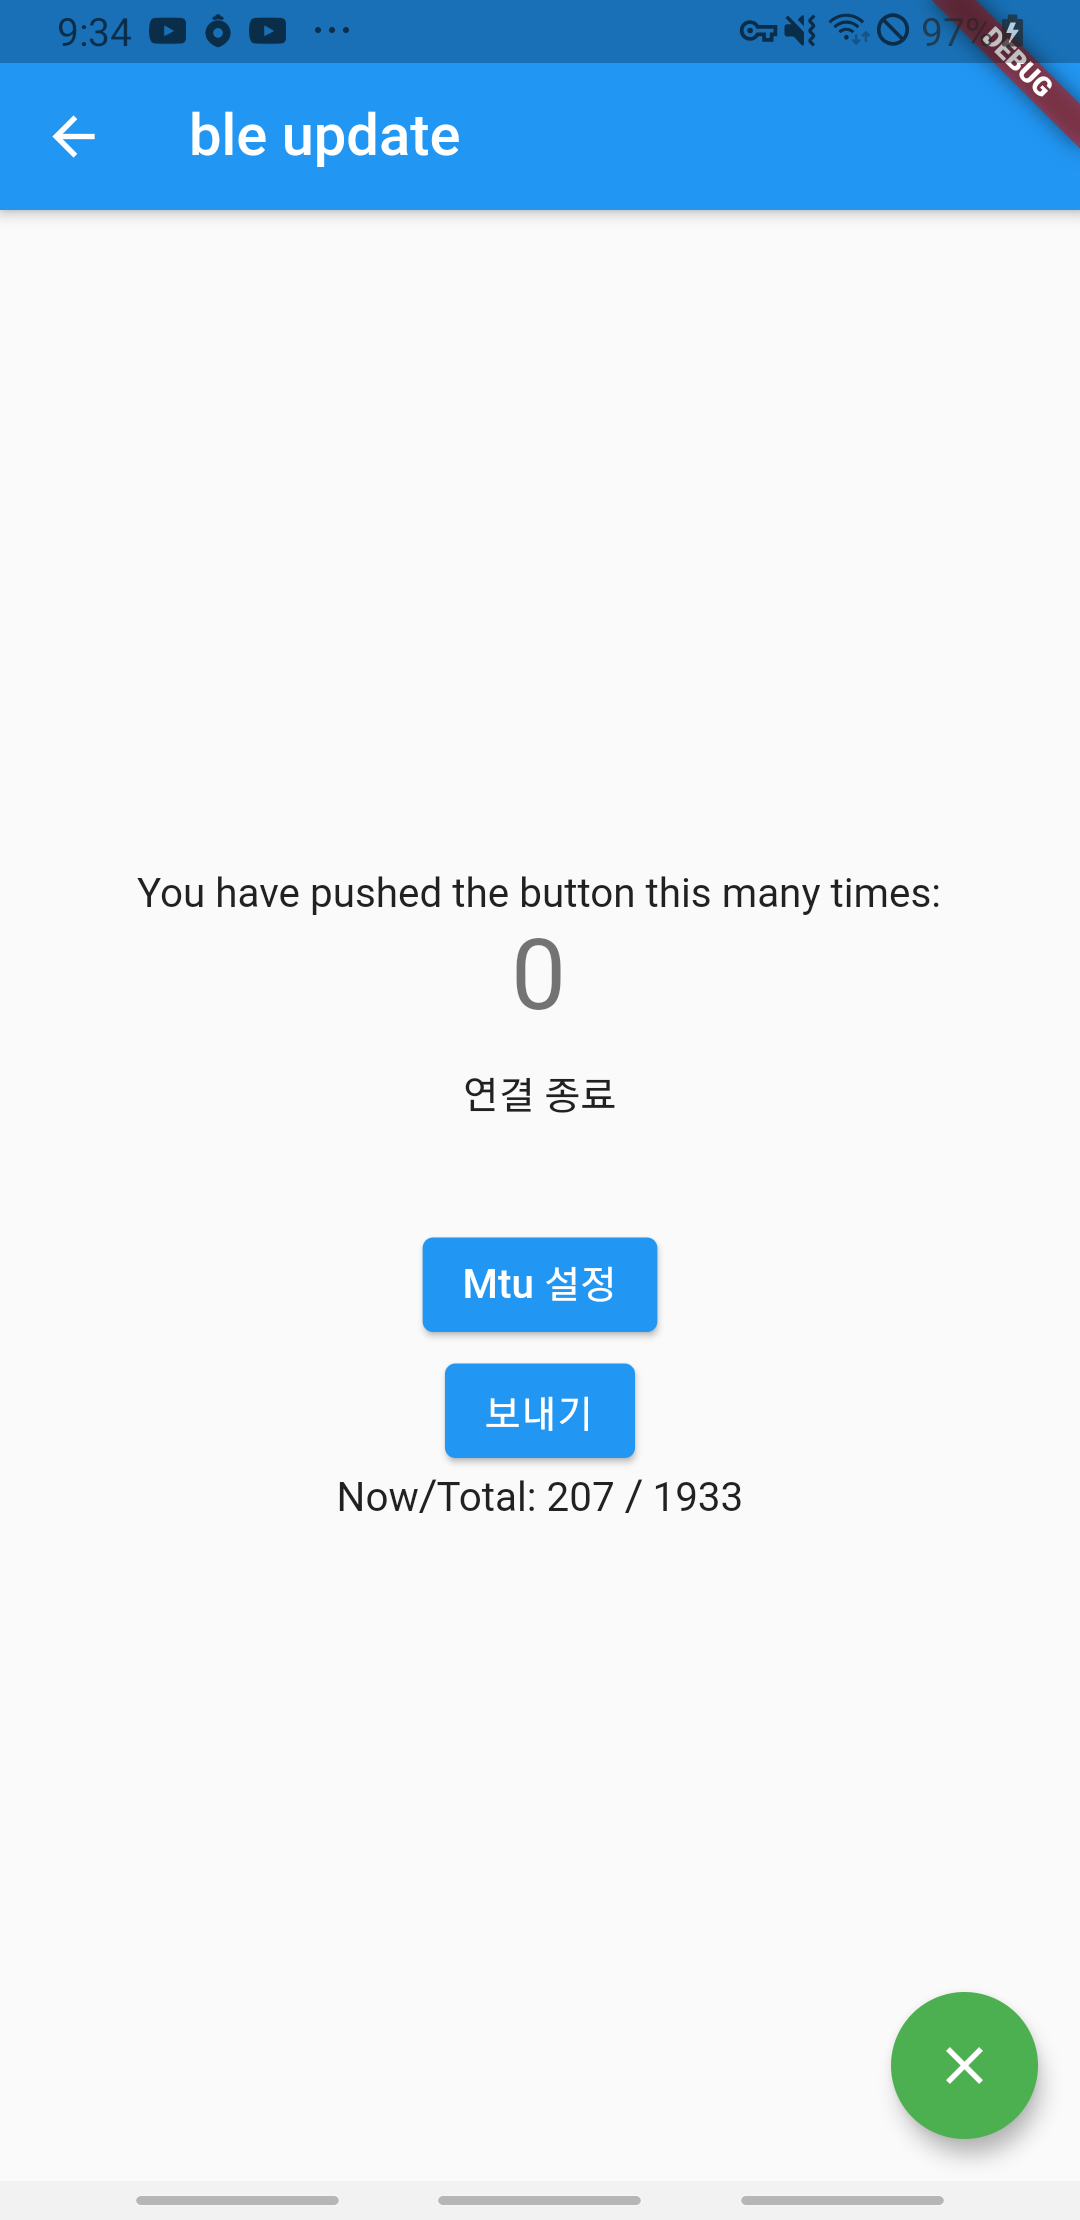 9:34
97%
DEBUG
ble update
You have pushed the button this many times:
0
연결 종료
Mtu 설정
보내기
Now/Total: 207 / 1933